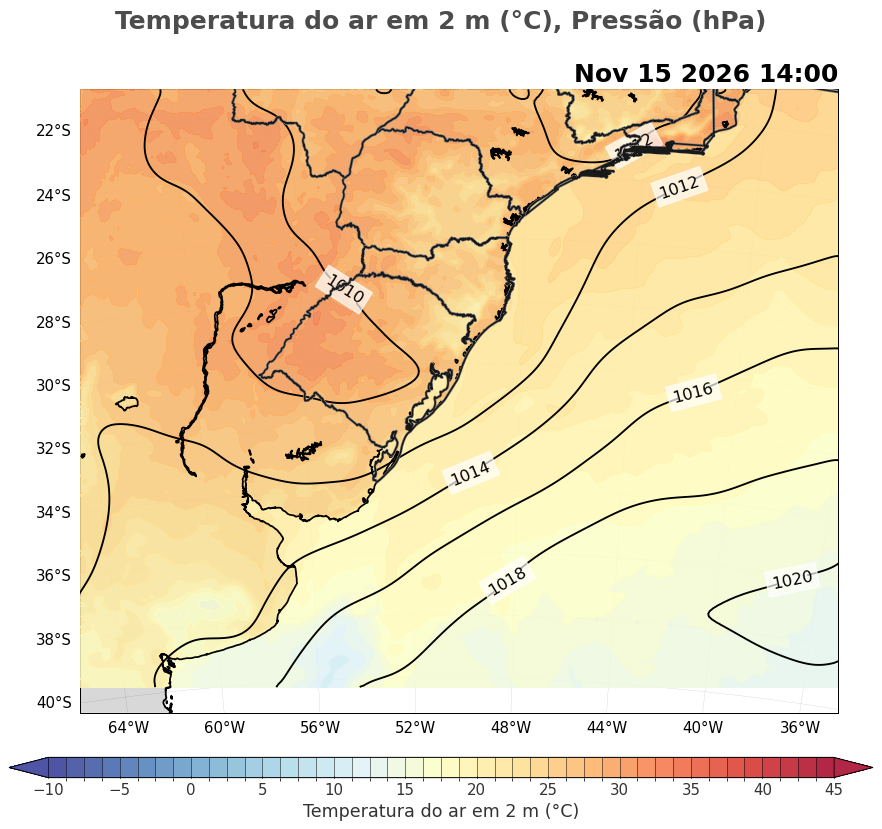 Temperatura do ar em 2 m (°C), Pressão (hPa)
Nov 15 2026 14:00
22°S
24°S
26°S
28°S
30°S
32°S
34°S
36°S
38°S
40°S
1012
1010
1016
1014
1018
1020
64°W
60°W
56°W
52°W
48°W
44°W
40°W
36°W
−10
−5
0
5
10
15
20
25
30
35
40
45
Temperatura do ar em 2 m (°C)